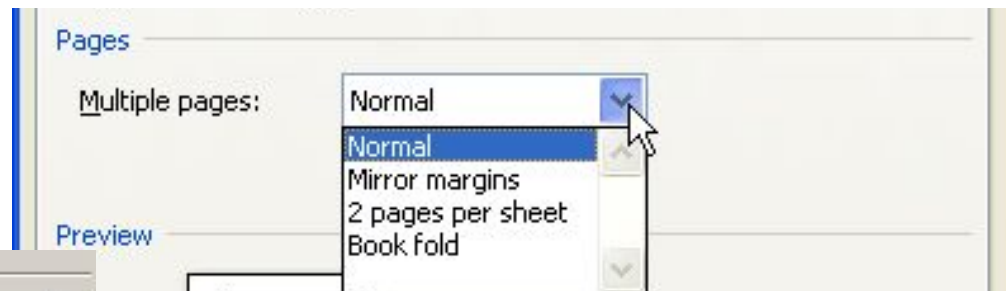 Pages
Multiple pages: Normal
Normal
Mirror margins
2 pages per sheet
Book fold
Preview